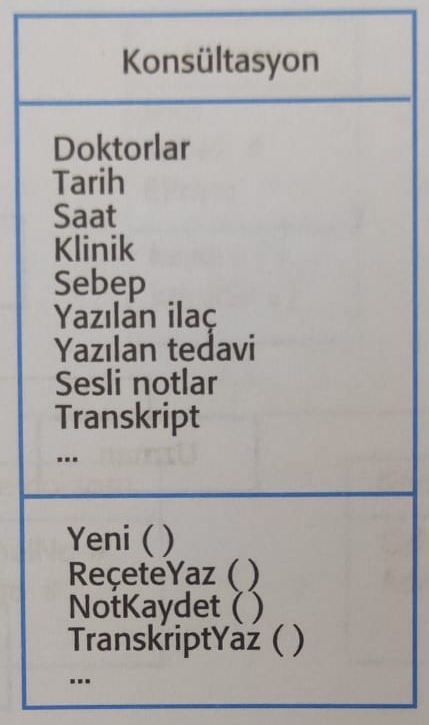 Konsültasyon
Doktorlar
Tarih
Saat
Klinik
Sebep
Yazılan ilaç
Yazılan tedavi
Sesli notlar
Transkript
...
Yeni ( )
ReçeteYaz ( )
NotKaydet ( )
TranskriptYaz ( )
...